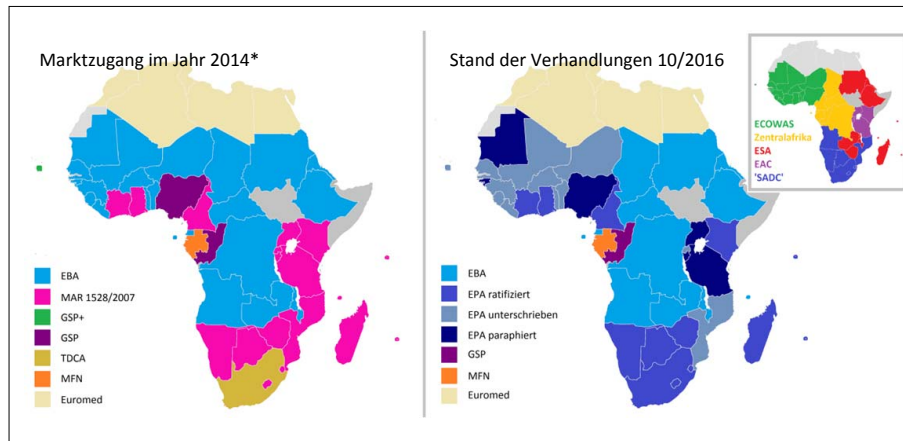 Marktzugang im Jahr 2014*
EBA
MAR 1528/2007
GSP+
GSP
TDCA
MFN
Euromed
Stand der Verhandlungen 10/2016
EBA
EPA ratifiziert
EPA unterschrieben
EPA paraphiert
GSP
MFN
Euromed
ECOWAS
Zentralafrika
ESA
EAC
'SADC'